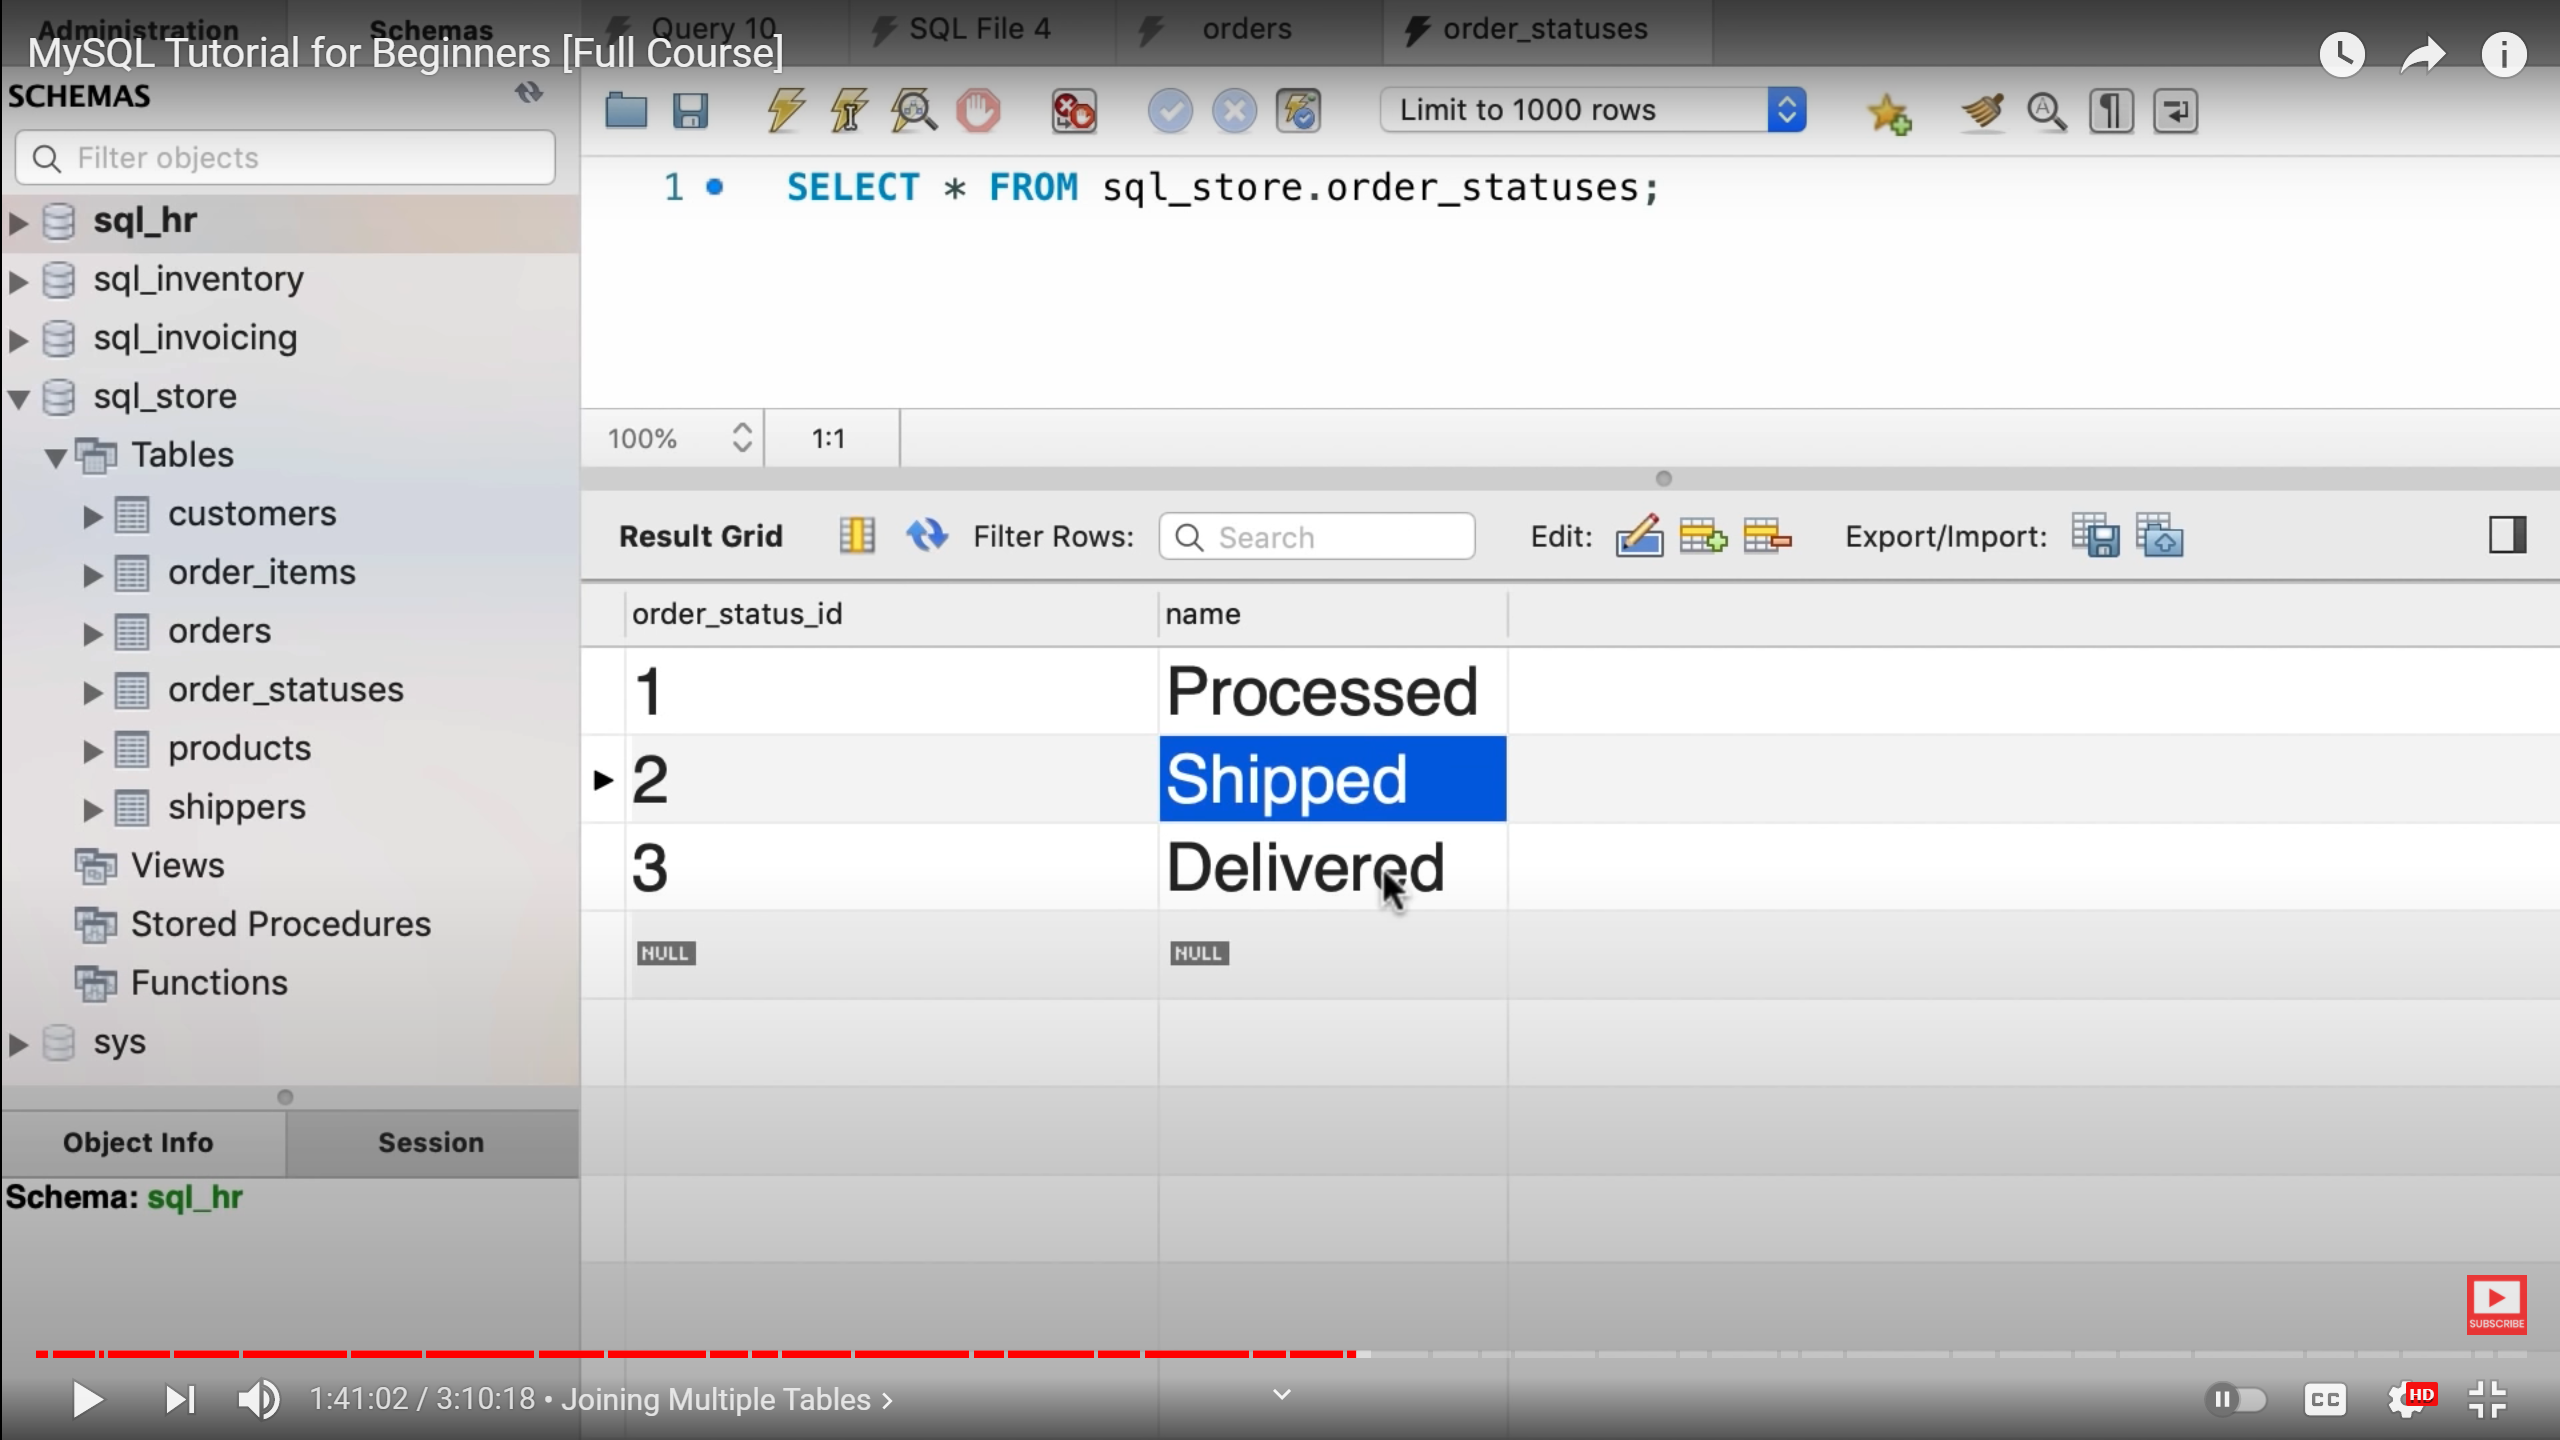 Administration Schemas Query 10 SQL File 4 orders order_statuses
MySQL Tutorial for Beginners [Full Course]
SCHEMAS
Filter objects
Limit to 1000 rows
1 SELECT * FROM sql_store.order_statuses;
sql_hr
sql_inventory
sql_invoicing
sql_store
Tables
customers
order_items
orders
order_statuses
products
shippers
Views
Stored Procedures
Functions
sys
100% 1:1
Result Grid Filter Rows: Search Edit: Export/Import:
order_status_id name
1 Processed
2 Shipped
3 Delivered
NULL NULL
Object Info Session
Schema: sql_hr
SUBSCRIBE
1:41:02 / 3:10:18 • Joining Multiple Tables
CC HD